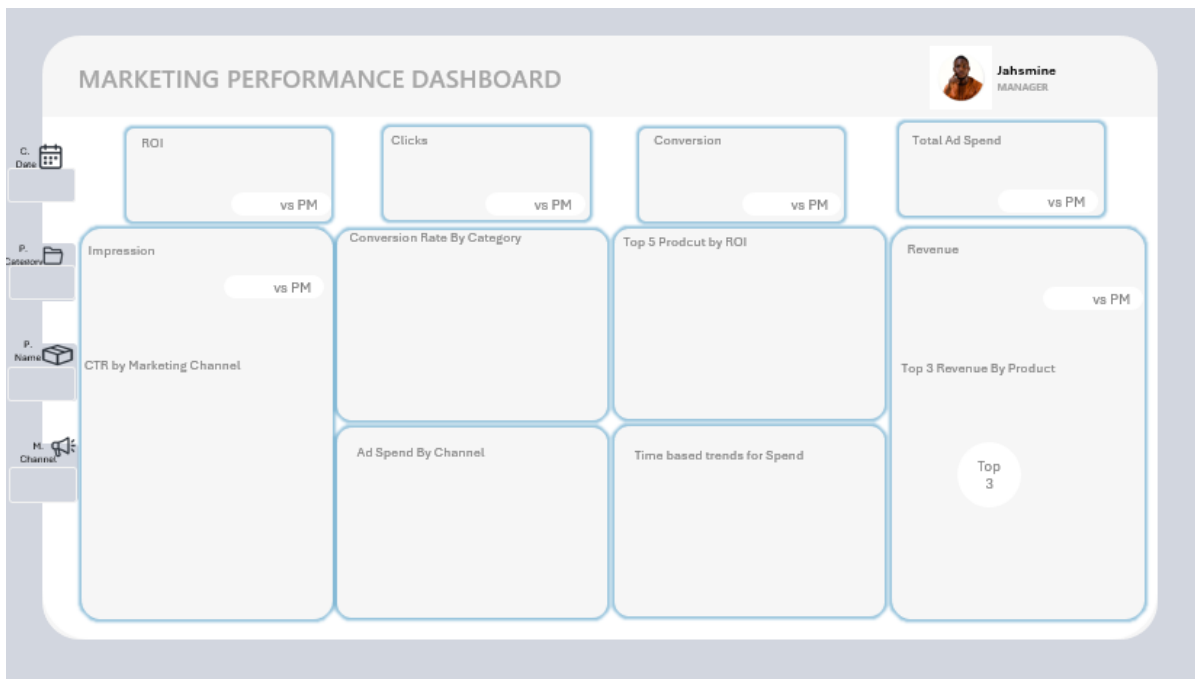 MARKETING PERFORMANCE DASHBOARD
Jahsmine
MANAGER
C.
Date
P.
Category
P.
Name
M.
Channel
ROI
vs PM
Clicks
vs PM
Conversion
vs PM
Total Ad Spend
vs PM
Impression
vs PM
CTR by Marketing Channel
Conversion Rate By Category
Top 5 Prodcut by ROI
Revenue
vs PM
Top 3 Revenue By Product
Top
3
Ad Spend By Channel
Time based trends for Spend